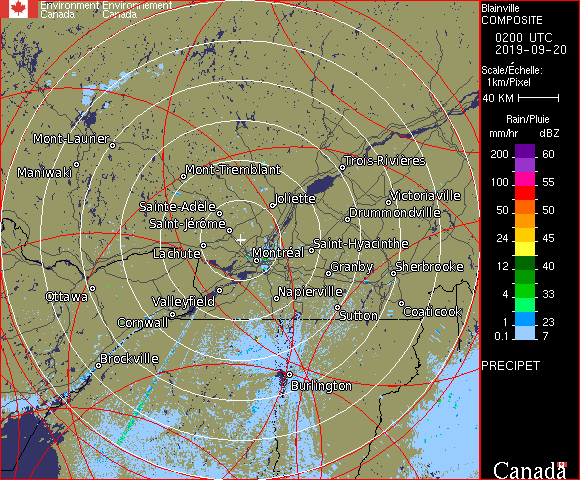 Environment Environnement
Canada Canada
Blainville
COMPOSITE
0200 UTC
2019-09-20
Scale/Échelle:
1km/Pixel
40 KM
Rain/Pluie
mm/hr dBZ
200 60
100 55
50 50
24 45
12 40
4 33
1 23
0.1 7
PRECIPET
Canada
Mont-Laurier
Maniwaki
Mont-Tremblant
Trois-Rivières
Joliette
Victoriaville
Sainte-Adèle
Drummondville
Saint-Jérôme
Saint-Hyacinthe
Lachute
Montréal
Granby
Sherbrooke
Ottawa
Valleyfield
Napierville
Coaticook
Cornwall
Sutton
Brockville
Burlington